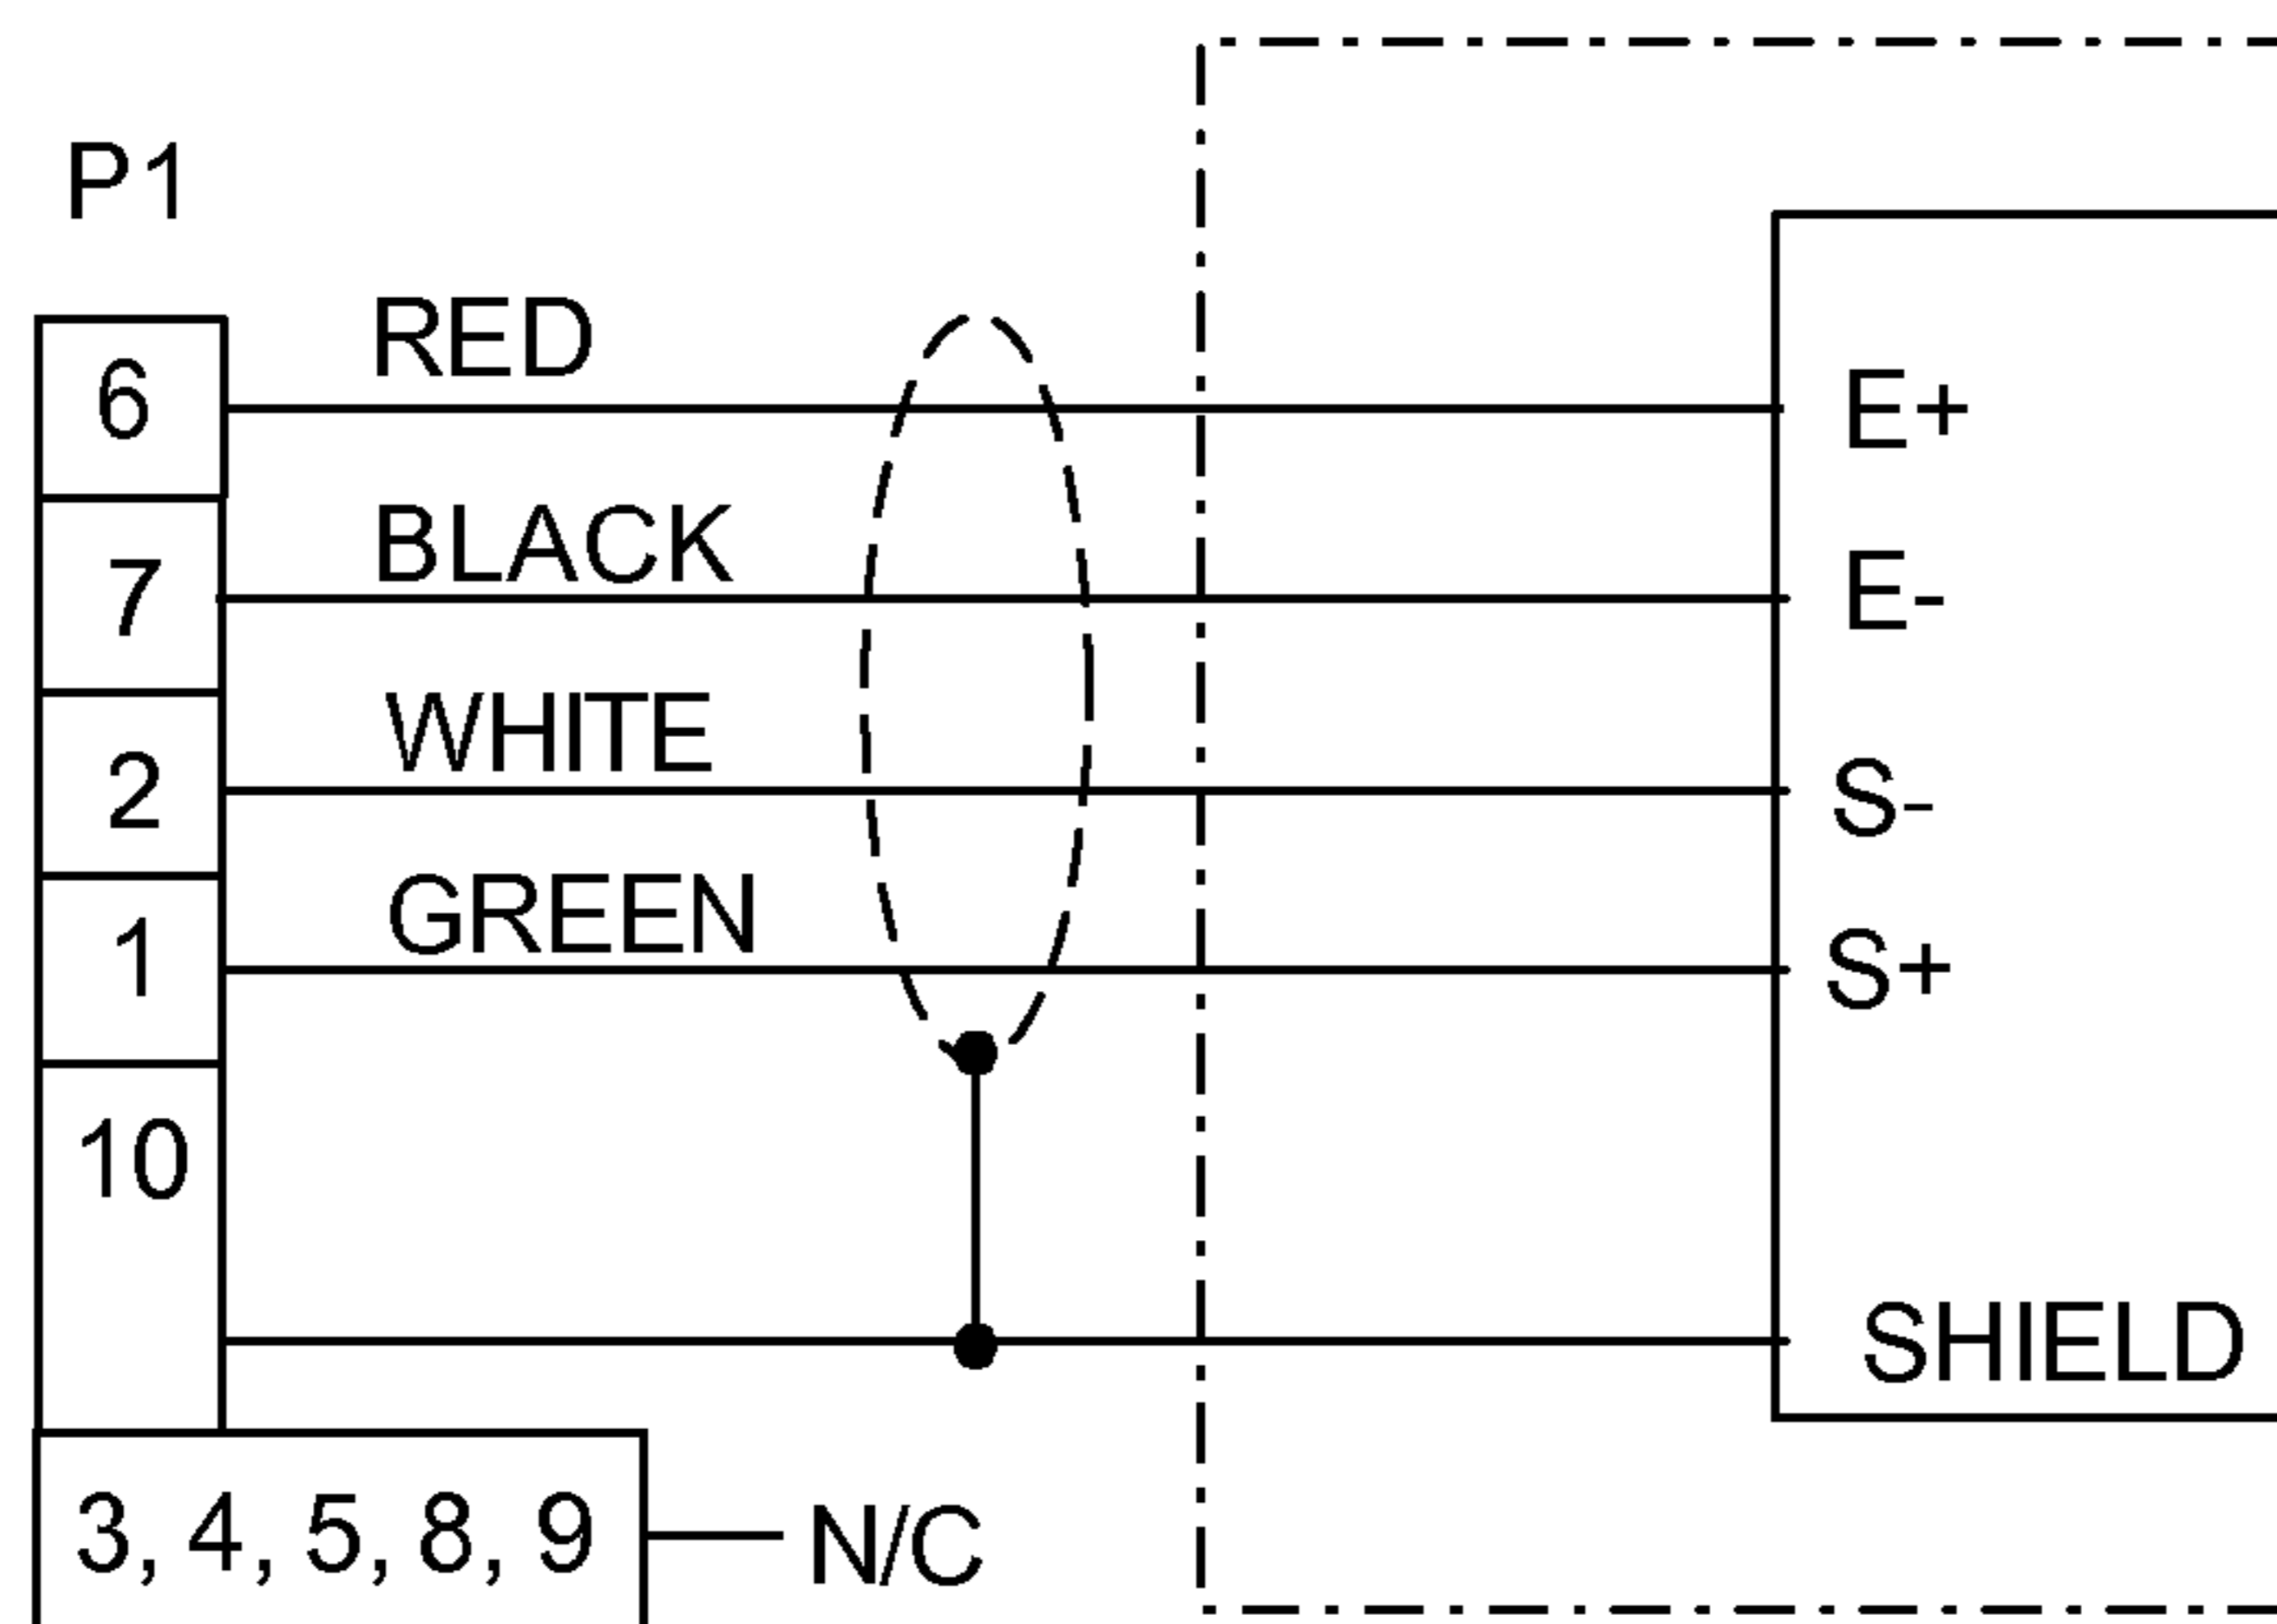 P1
6 RED E+
7 BLACK E-
2 WHITE S-
1 GREEN S+
10 SHIELD
3, 4, 5, 8, 9 N/C